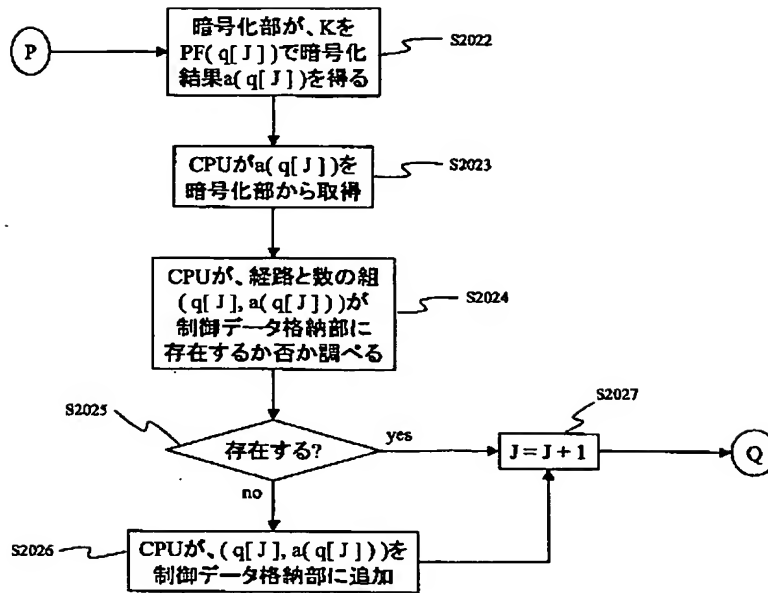 P
暗号化部が、Kを
PF( q[ J ])で暗号化
結果a( q[ J ])を得る
S2022
CPUがa( q[ J ])を
暗号化部から取得
S2023
CPUが、経路と数の組
( q[ J ], a( q[ J ]))が
制御データ格納部に
存在するか否か調べる
S2024
S2025
存在する?
yes
S2027
J = J + 1
Q
no
S2026
CPUが、( q[ J ], a( q[ J ]))を
制御データ格納部に追加